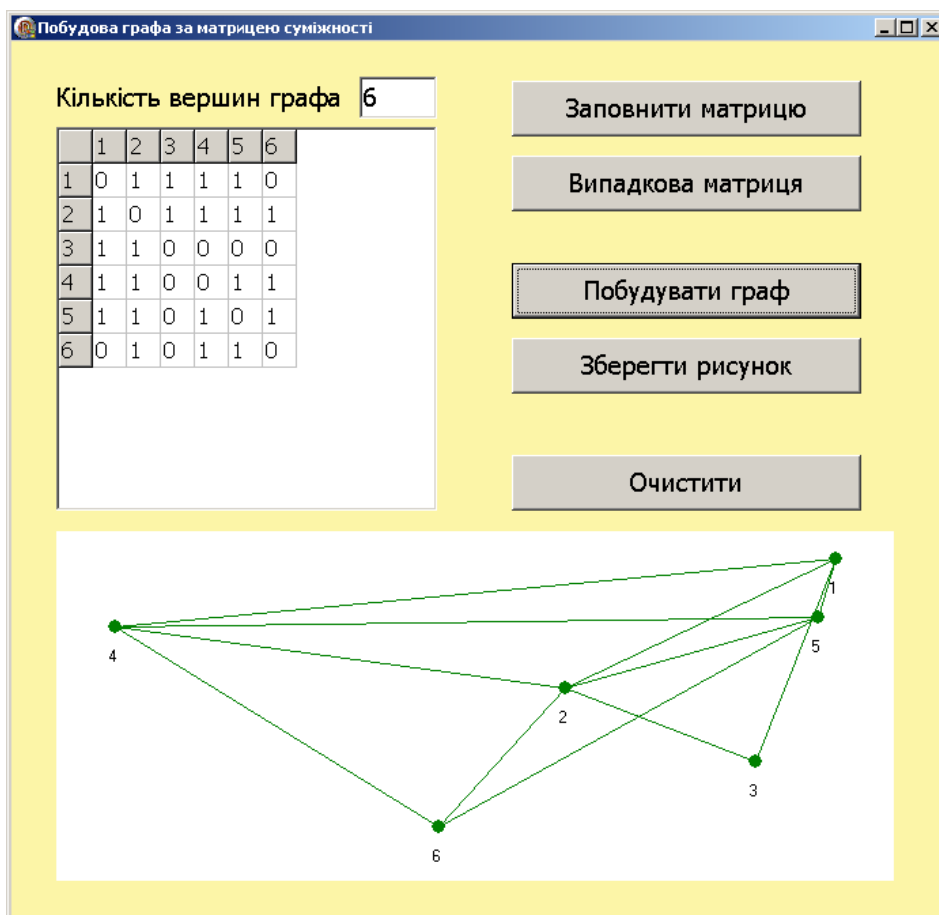 Побудова графа за матрицею суміжності
Кількість вершин графа 6
1 2 3 4 5 6
1 0 1 1 1 1 0
2 1 0 1 1 1 1
3 1 1 0 0 0 0
4 1 1 0 0 1 1
5 1 1 0 1 0 1
6 0 1 0 1 1 0
Заповнити матрицю
Випадкова матриця
Побудувати граф
Зберегти рисунок
Очистити
1
5
4
2
3
6